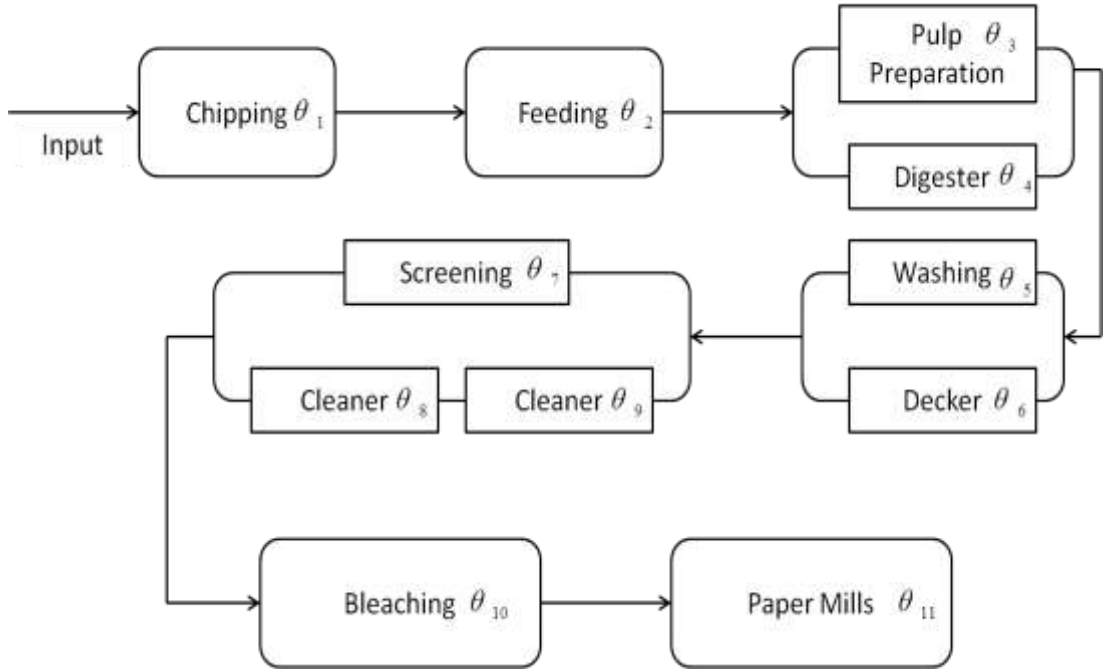 Input
Chipping θ 1
Feeding θ 2
Pulp θ 3
Preparation
Digester θ 4
Washing θ 5
Decker θ 6
Screening θ 7
Cleaner θ 8
Cleaner θ 9
Bleaching θ 10
Paper Mills θ 11